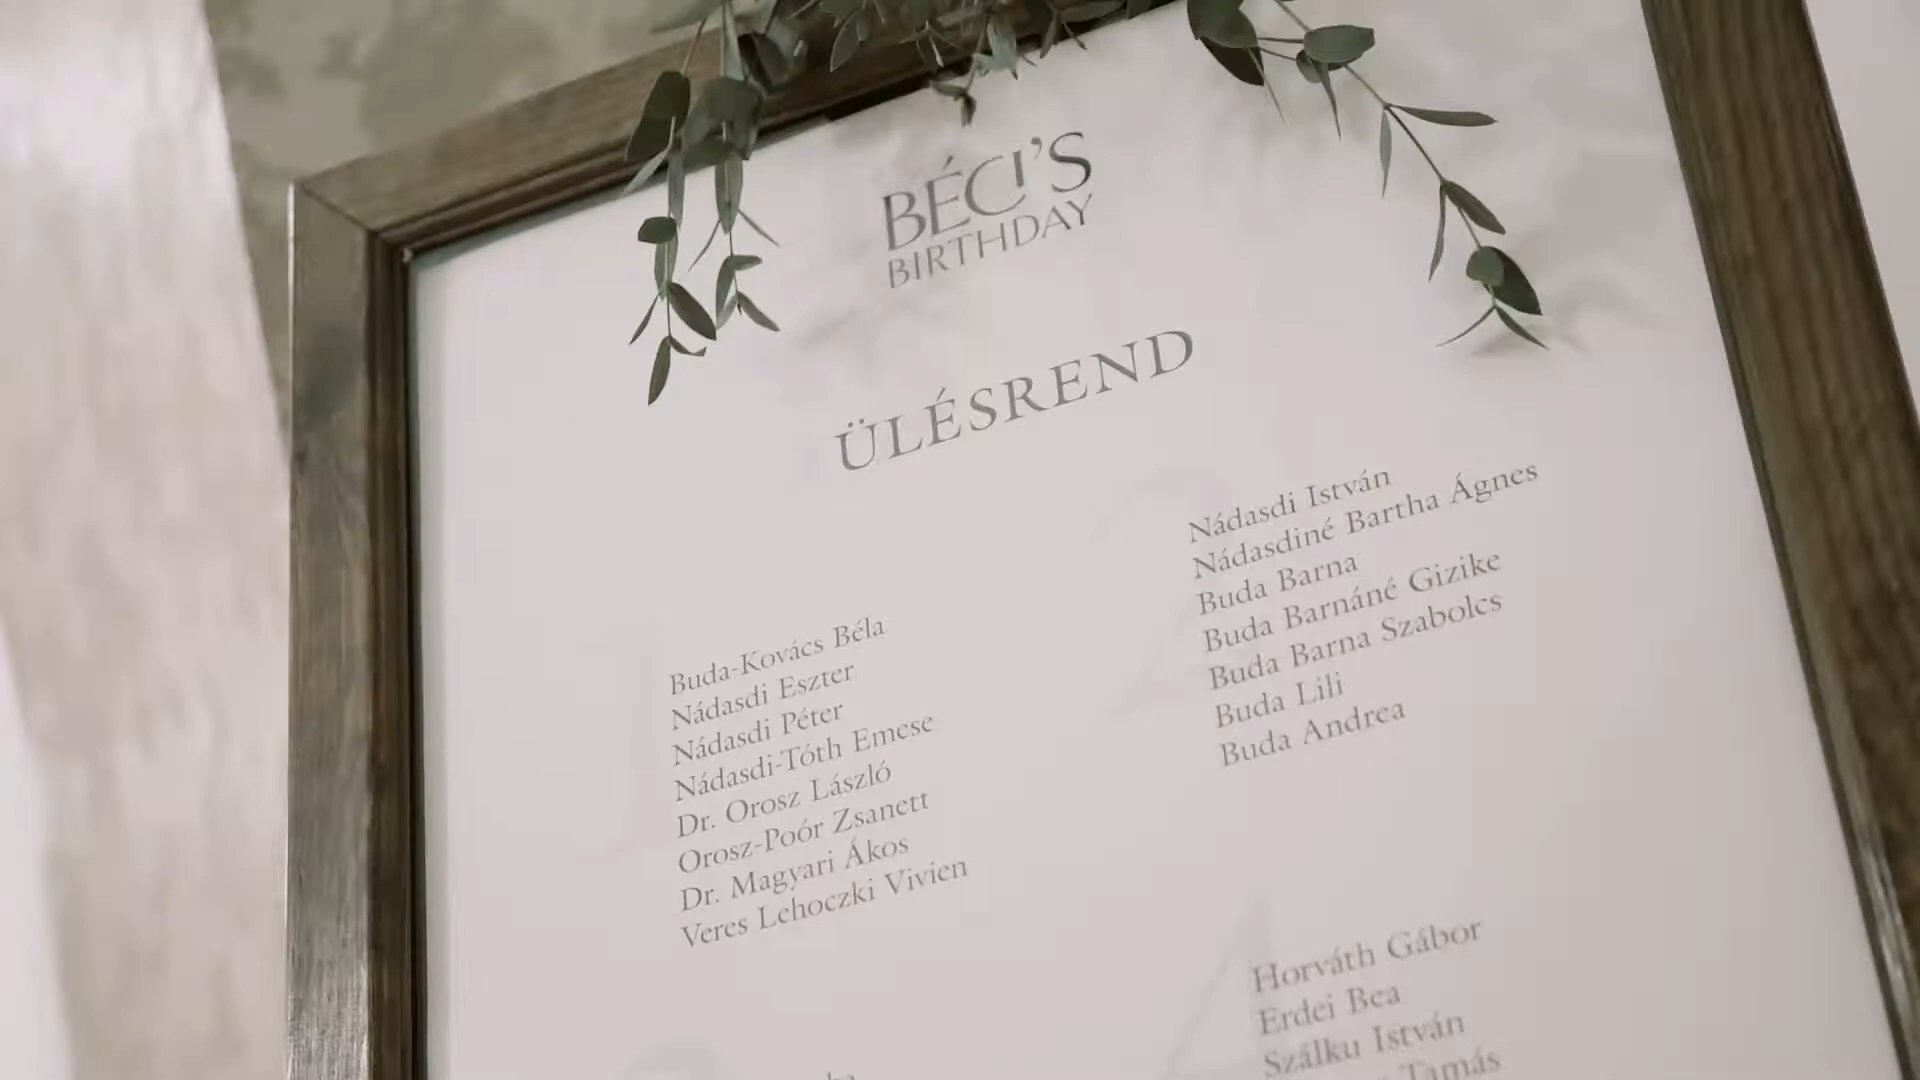 BÉCI'S
BIRTHDAY
ÜLÉSREND
Buda-Kovács Béla
Nádasdi Eszter
Nádasdi Péter
Nádasdi-Tóth Emese
Dr. Orosz László
Orosz-Poór Zsanett
Dr. Magyari Ákos
Veres Lehoczki Vivien
Nádasdi István
Nádasdiné Bartha Ágnes
Buda Barna
Buda Barnáné Gizike
Buda Barna Szabolcs
Buda Lili
Buda Andrea
Horváth Gábor
Erdei Bea
Szálku István
Tamás